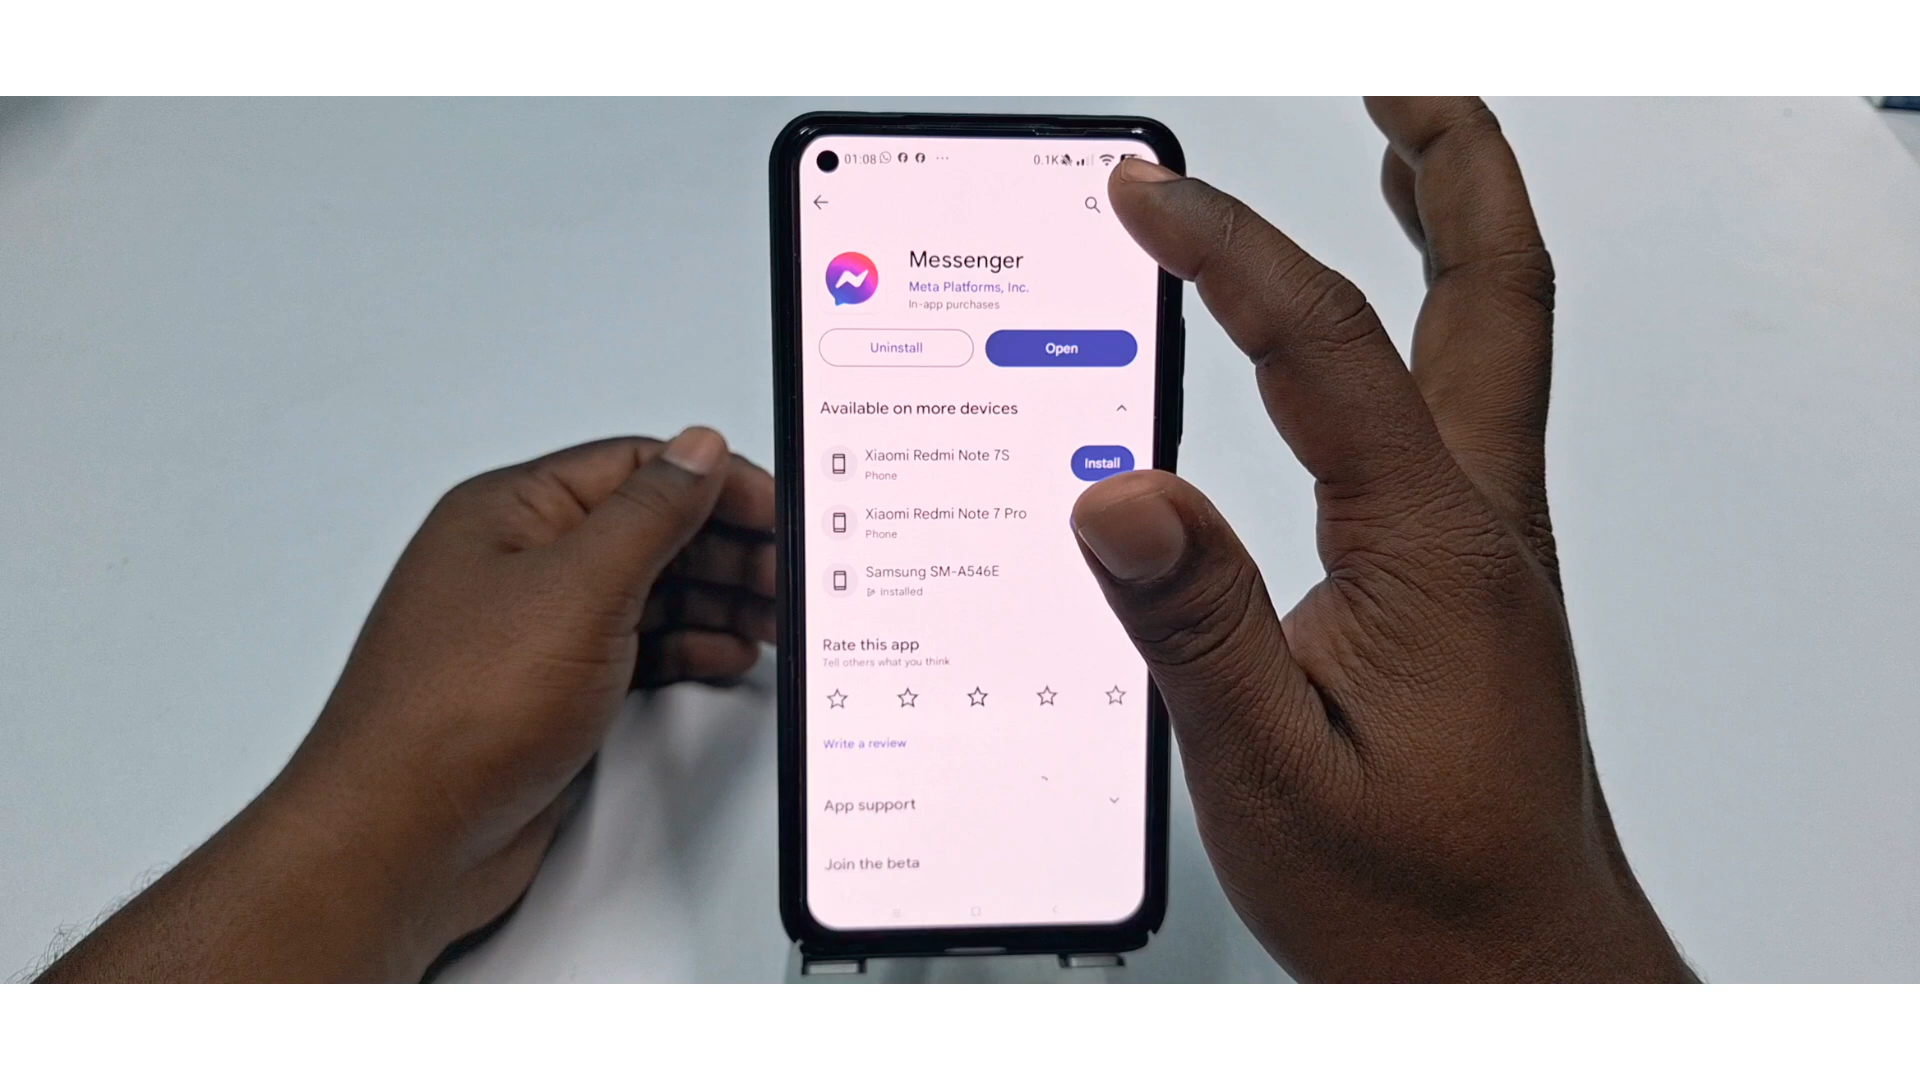 01:08
0.1K
Messenger
Meta Platforms, Inc.
In-app purchases
Uninstall
Open
Available on more devices
Xiaomi Redmi Note 7S
Phone
Install
Xiaomi Redmi Note 7 Pro
Phone
Samsung SM-A546E
Installed
Rate this app
Tell others what you think
Write a review
App support
Join the beta